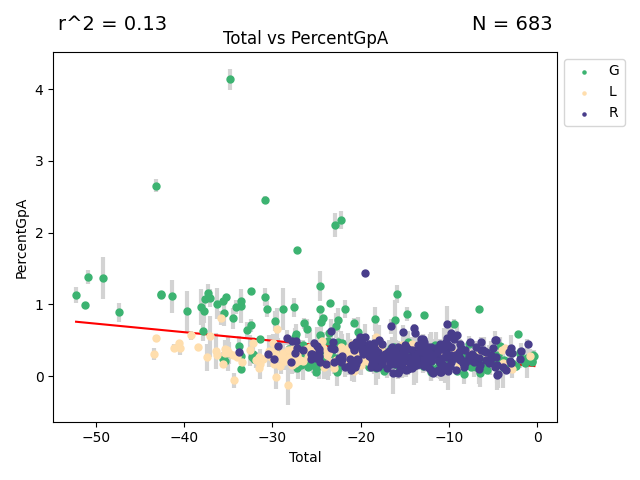 r^2 = 0.13 N = 683
Total vs PercentGpA
G
L
R
PercentGpA
4
3
2
1
0
−50 −40 −30 −20 −10 0
Total